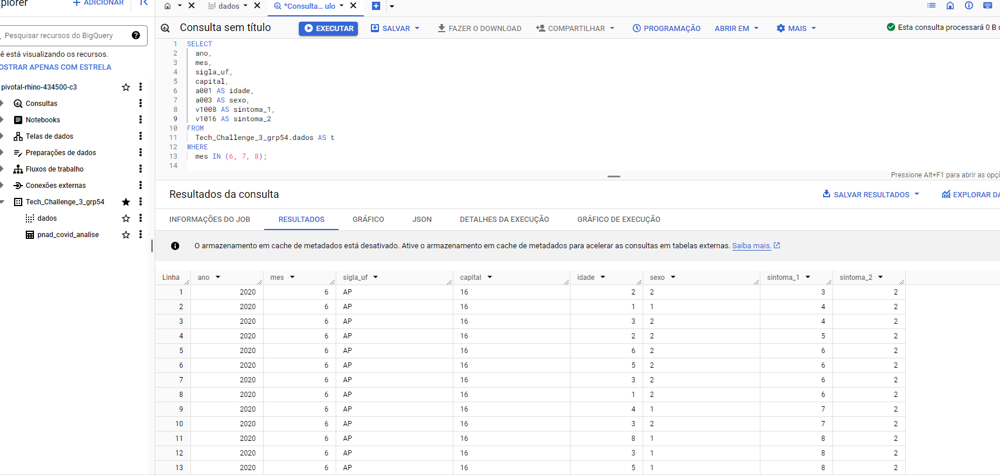 xplorer
ADICIONAR
Pesquisar recursos do BigQuery
ê está visualizando os recursos.
OSTRAR APENAS COM ESTRELA
pivotal-rhino-434500-c3
Consultas
Notebooks
Telas de dados
Preparações de dados
Fluxos de trabalho
Conexões externas
Tech_Challenge_3_grp54
dados
pnad_covid_analise
dados
*Consulta... ulo
Consulta sem título
EXECUTAR
SALVAR
FAZER O DOWNLOAD
COMPARTILHAR
PROGRAMAÇÃO
ABRIR EM
MAIS
Esta consulta processará 0 B
1 SELECT
2 ano,
3 mes,
4 sigla_uf,
5 capital,
6 a001 AS idade,
7 a003 AS sexo,
8 v1008 AS sintoma_1,
9 v1016 AS sintoma_2
10 FROM
11 Tech_Challenge_3_grp54.dados AS t
12 WHERE
13 mes IN (6, 7, 8);
14
Pressione Alt+F1 para abrir as opçõ
Resultados da consulta
SALVAR RESULTADOS
EXPLORAR DA
INFORMAÇÕES DO JOB
RESULTADOS
GRÁFICO
JSON
DETALHES DA EXECUÇÃO
GRÁFICO DE EXECUÇÃO
O armazenamento em cache de metadados está desativado. Ative o armazenamento em cache de metadados para acelerar as consultas em tabelas externas. Saiba mais.
Linha ano mes sigla_uf capital idade sexo sintoma_1 sintoma_2
1 2020 6 AP 16 2 2 3 2
2 2020 6 AP 16 1 1 4 2
3 2020 6 AP 16 3 2 4 2
4 2020 6 AP 16 2 2 5 2
5 2020 6 AP 16 6 2 6 2
6 2020 6 AP 16 5 2 6 2
7 2020 6 AP 16 3 2 6 2
8 2020 6 AP 16 1 2 6 2
9 2020 6 AP 16 4 1 7 2
10 2020 6 AP 16 3 2 7 2
11 2020 6 AP 16 8 1 8 2
12 2020 6 AP 16 3 1 8 2
13 2020 6 AP 16 5 1 8 2